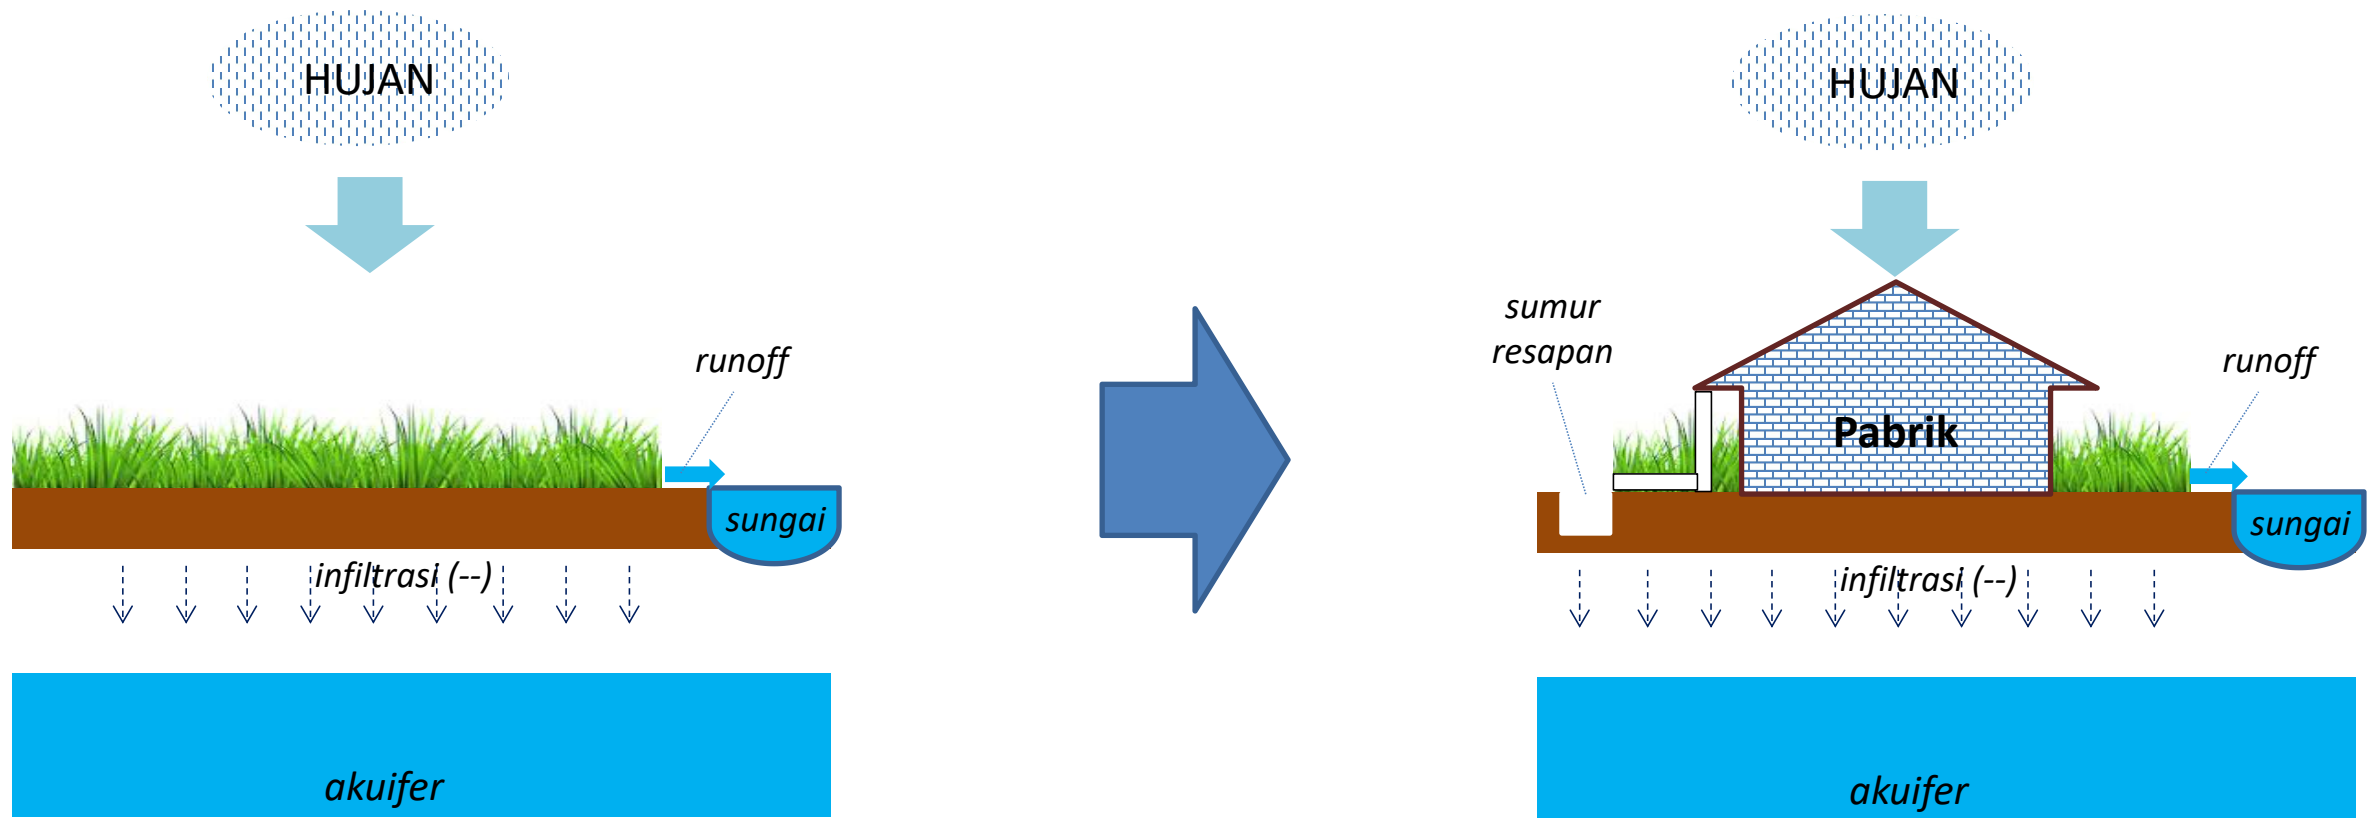 HUJAN
runoff
sungai
infiltrasi (--)
akuifer
HUJAN
sumur
resapan
runoff
Pabrik
sungai
infiltrasi (--)
akuifer